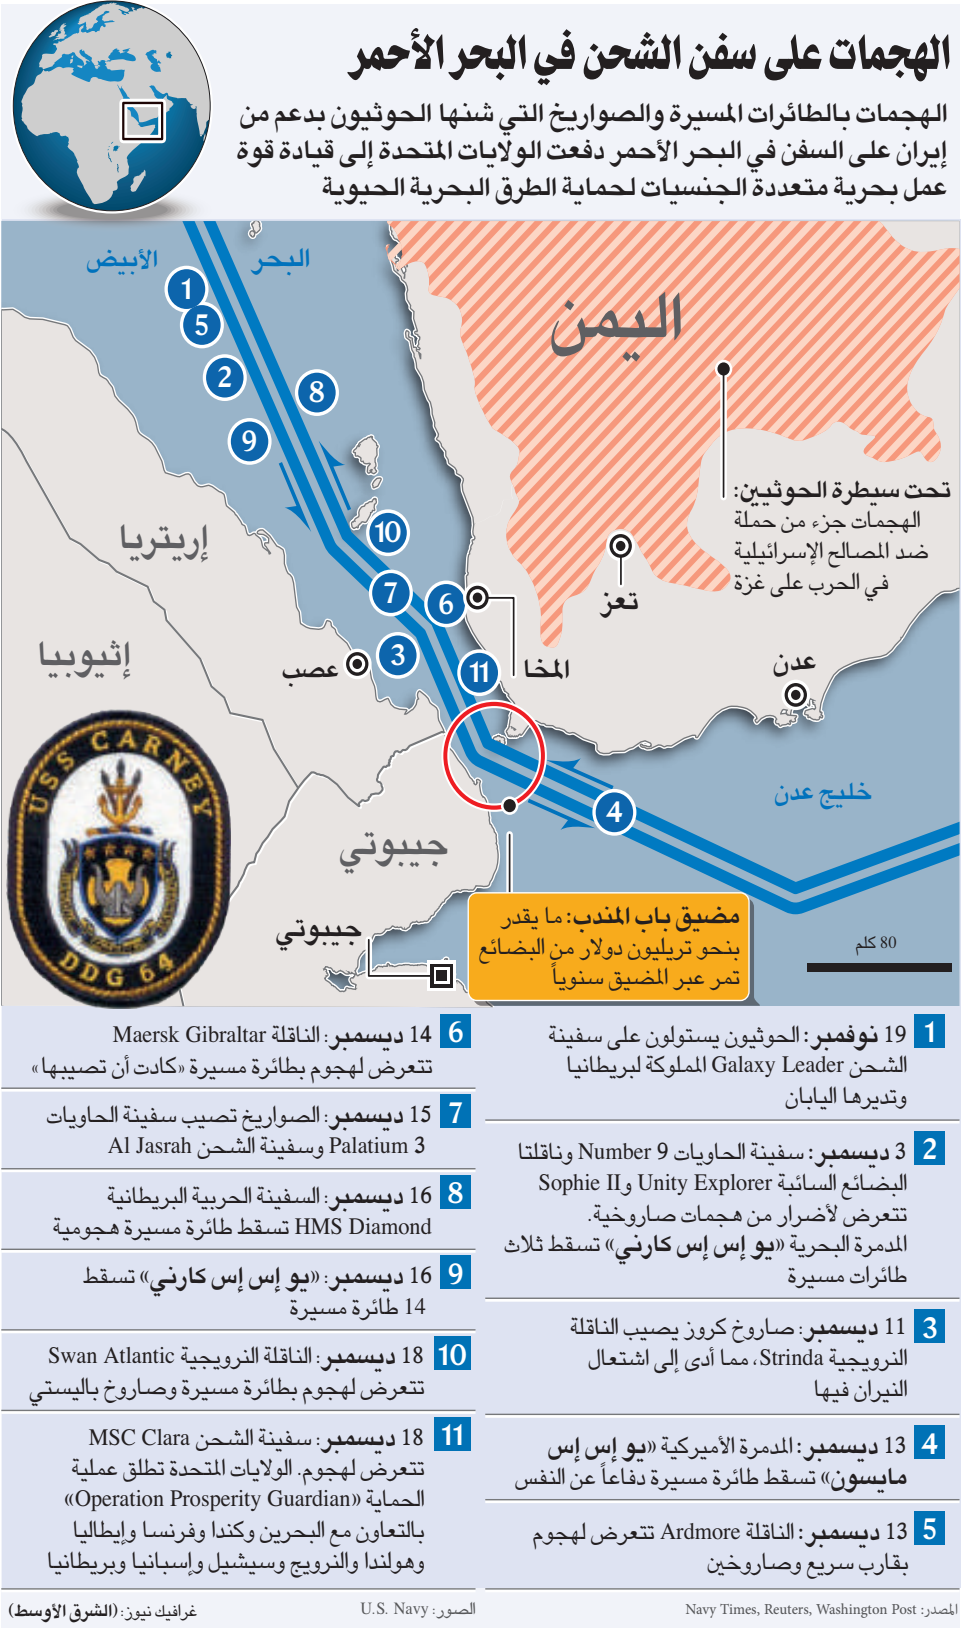 الهجمات على سفن الشحن في البحر الأحمر
الهجمات بالطائرات المسيرة والصواريخ التي شنها الحوثيون بدعم من
إيران على السفن في البحر الأحمر دفعت الولايات المتحدة إلى قيادة قوة
عمل بحرية متعددة الجنسيات لحماية الطرق البحرية الحيوية
البحر
الأبيض
اليمن
1
5
2
8
9
تحت سيطرة الحوثيين:
الهجمات جزء من حملة
ضد المصالح الإسرائيلية
في الحرب على غزة
10
إريتريا
تعز
7
6
3
المخا
11
عصب
عدن
إثيوبيا
USS CARNEY
DDG 64
خليج عدن
4
جيبوتي
جيبوتي
مضيق باب المندب: ما يقدر
بنحو تريليون دولار من البضائع
تمر عبر المضيق سنوياً
80 كلم
1 19 نوفمبر: الحوثيون يستولون على سفينة
الشحن Galaxy Leader المملوكة لبريطانيا
وتديرها اليابان
2 3 ديسمبر: سفينة الحاويات Number 9 وناقلتا
البضائع السائبة Unity Explorer وSophie II
تتعرض لأضرار من هجمات صاروخية.
المدمرة البحرية «يو إس إس كارني» تسقط ثلاث
طائرات مسيرة
3 11 ديسمبر: صاروخ كروز يصيب الناقلة
النرويجية Strinda، مما أدى إلى اشتعال
النيران فيها
4 13 ديسمبر: المدمرة الأميركية «يو إس إس
مايسون» تسقط طائرة مسيرة دفاعاً عن النفس
5 13 ديسمبر: الناقلة Ardmore تتعرض لهجوم
بقارب سريع وصاروخين
6 14 ديسمبر: الناقلة Maersk Gibraltar
تتعرض لهجوم بطائرة مسيرة «كادت أن تصيبها»
7 15 ديسمبر: الصواريخ تصيب سفينة الحاويات
Palatium 3 وسفينة الشحن Al Jasrah
8 16 ديسمبر: السفينة الحربية البريطانية
HMS Diamond تسقط طائرة مسيرة هجومية
9 16 ديسمبر: «يو إس إس كارني» تسقط
14 طائرة مسيرة
10 18 ديسمبر: الناقلة النرويجية Swan Atlantic
تتعرض لهجوم بطائرة مسيرة وصاروخ باليستي
11 18 ديسمبر: سفينة الشحن MSC Clara
تتعرض لهجوم. الولايات المتحدة تطلق عملية
الحماية «Operation Prosperity Guardian»
بالتعاون مع البحرين وكندا وفرنسا وإيطاليا
وهولندا والنرويج وسيشيل وإسبانيا وبريطانيا
المصدر: Navy Times, Reuters, Washington Post
الصور: U.S. Navy
غرافيك نيوز: (الشرق الأوسط)